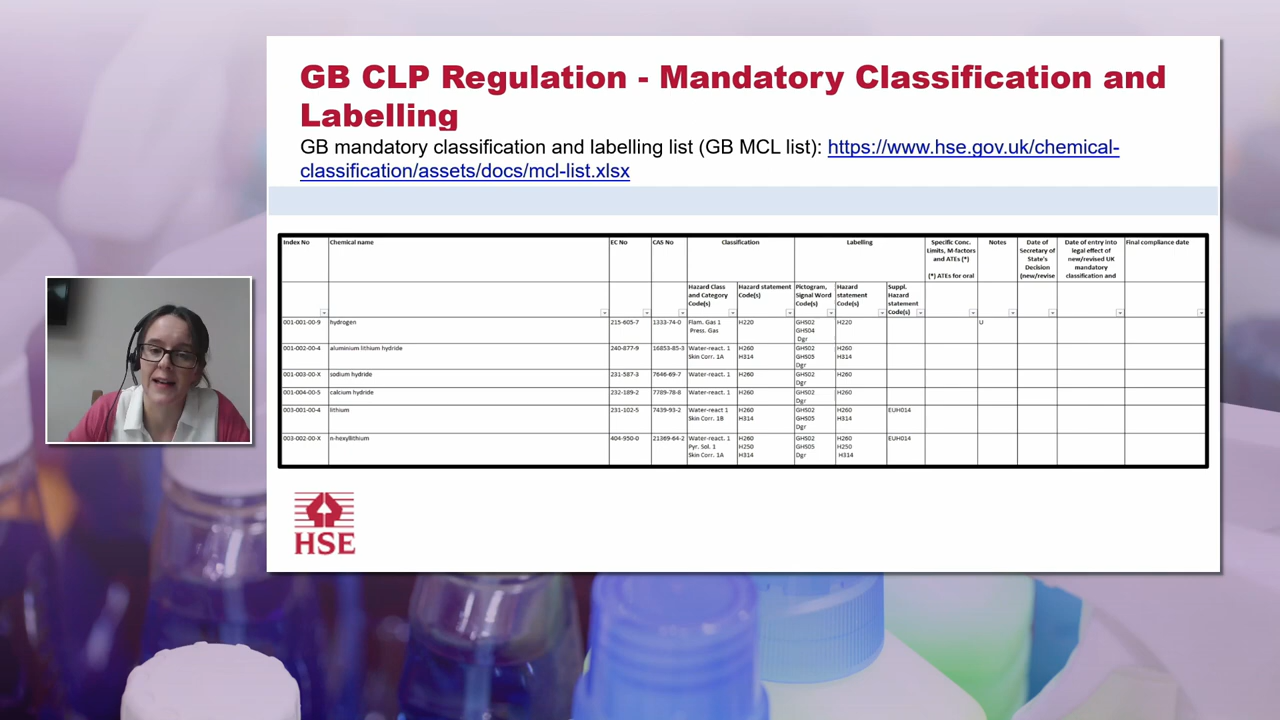 GB CLP Regulation - Mandatory Classification and
Labelling
GB mandatory classification and labelling list (GB MCL list): https://www.hse.gov.uk/chemical-
classification/assets/docs/mcl-list.xlsx
Index No Chemical name EC No CAS No Classification Labelling Specific Conc. Limits, M-factors and ATEs (*) (*) ATEs for oral Notes Date of Secretary of State's Decision (new/revise Date of entry into legal effect of new/revised UK mandatory classification and Final compliance date
Hazard Class and Category Code(s) Hazard statement Code(s) Pictogram, Signal Word Code(s) Hazard statement Code(s) Suppl. Hazard statement Code(s)
001-001-00-9 hydrogen 215-605-7 1333-74-0 Flam. Gas 1 Press. Gas H220 GHS02 GHS04 Dgr H220 U
001-002-00-4 aluminium lithium hydride 240-877-9 16853-85-3 Water-react. 1 Skin Corr. 1A H260 H314 GHS02 GHS05 Dgr H260 H314
001-003-00-X sodium hydride 231-587-3 7646-69-7 Water-react. 1 H260 GHS02 Dgr H260
001-004-00-5 calcium hydride 232-189-2 7789-78-8 Water-react. 1 H260 GHS02 Dgr H260
003-001-00-4 lithium 231-102-5 7439-93-2 Water-react 1 Skin Corr. 1B H260 H314 GHS02 GHS05 Dgr H260 H314 EUH014
003-002-00-X n-hexyllithium 404-950-0 21369-64-2 Water-react. 1 Pyr. Sol. 1 Skin Corr. 1A H260 H250 H314 GHS02 GHS05 Dgr H260 H250 H314 EUH014
HSE